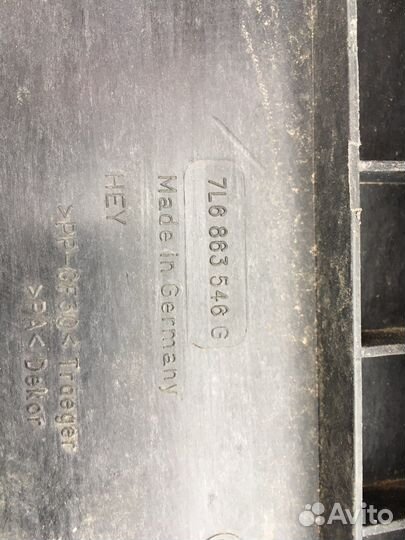 7L6 863 546 G
Made in Germany
HEY
>PP-GF30< Traeger
>PA< Dekor
Avito